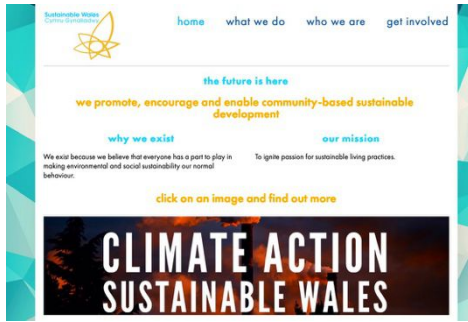 Sustainable Wales
Cymru Gynaliadwy
home what we do who we are get involved
the future is here
we promote, encourage and enable community-based sustainable
development
why we exist
We exist because we believe that everyone has a part to play in
making environmental and social sustainability our normal
behaviour.
our mission
To ignite passion for sustainable living practices.
click on an image and find out more
CLIMATE ACTION
SUSTAINABLE WALES